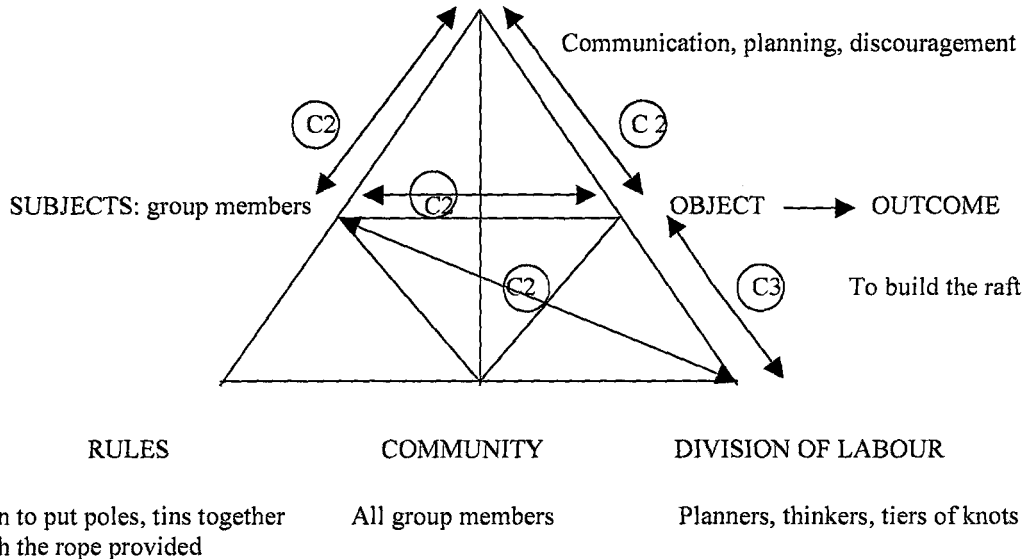 Communication, planning, discouragement
C2
C 2
C2
SUBJECTS: group members
OBJECT
OUTCOME
C2
C3
To build the raft
RULES
COMMUNITY
DIVISION OF LABOUR
to put poles, tins together
All group members
Planners, thinkers, tiers of knots
the rope provided